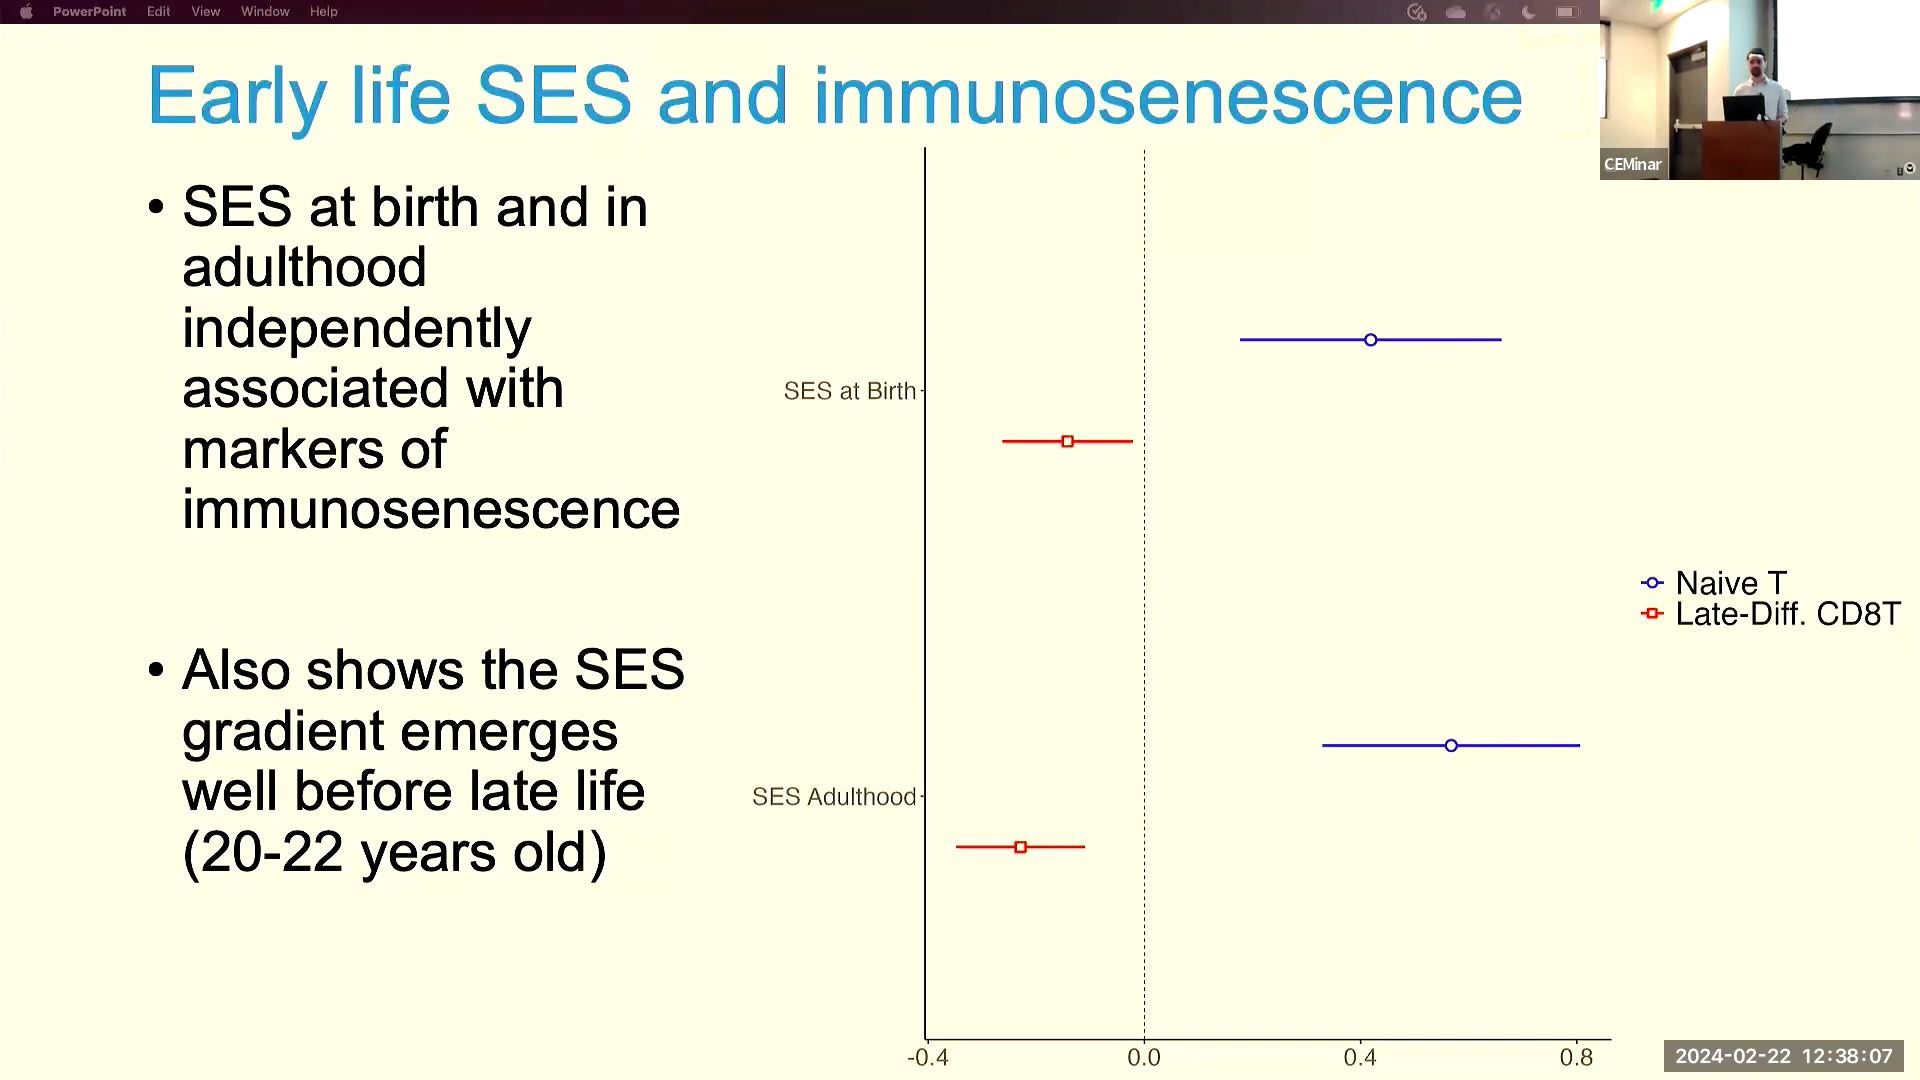 PowerPoint Edit View Window Help
Early life SES and immunosenescence
CEMinar
• SES at birth and in
adulthood
independently
associated with
markers of
immunosenescence
• Also shows the SES
gradient emerges
well before late life
(20-22 years old)
SES at Birth
SES Adulthood
-0.4 0.0 0.4 0.8
Naive T
Late-Diff. CD8T
2024-02-22 12:38:07